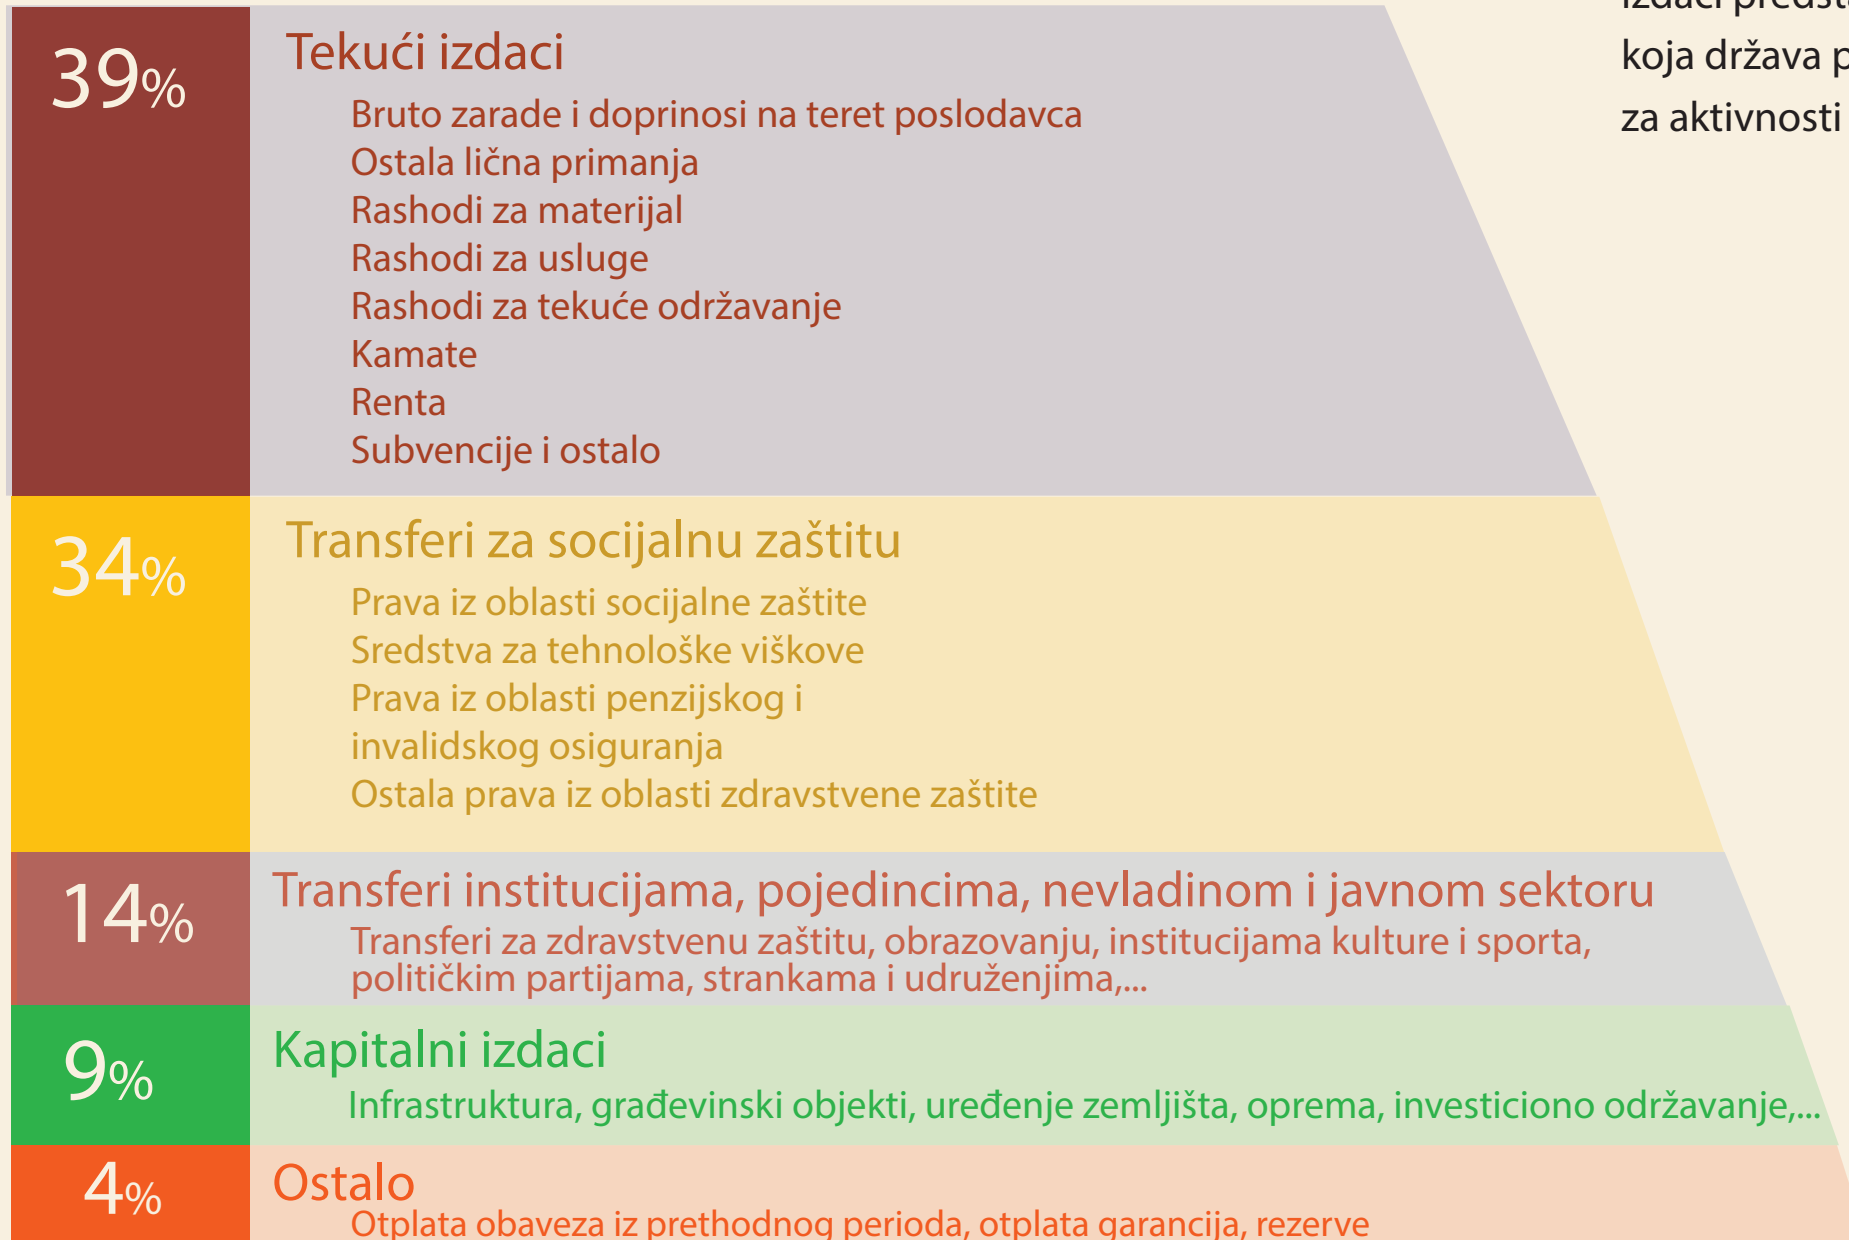 39%
Tekući izdaci
Bruto zarade i doprinosi na teret poslodavca
Ostala lična primanja
Rashodi za materijal
Rashodi za usluge
Rashodi za tekuće održavanje
Kamate
Renta
Subvencije i ostalo
34%
Transferi za socijalnu zaštitu
Prava iz oblasti socijalne zaštite
Sredstva za tehnološke viškove
Prava iz oblasti penzijskog i
invalidskog osiguranja
Ostala prava iz oblasti zdravstvene zaštite
14%
Transferi institucijama, pojedincima, nevladinom i javnom sektoru
Transferi za zdravstvenu zaštitu, obrazovanju, institucijama kulture i sporta,
političkim partijama, strankama i udruženjima,...
9%
Kapitalni izdaci
Infrastruktura, građevinski objekti, uređenje zemljišta, oprema, investiciono održavanje,...
4%
Ostalo
Otplata obaveza iz prethodnog perioda, otplata garancija, rezerve
koja država
za aktivnosti